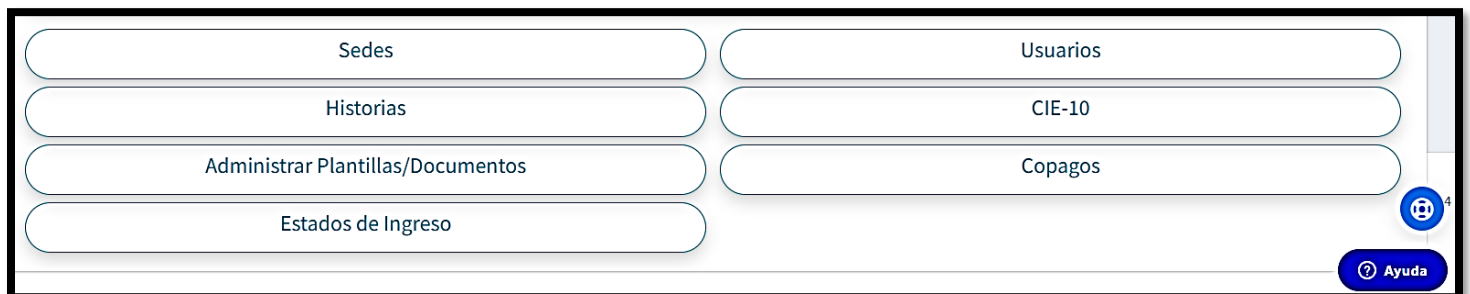 Sedes
Usuarios
Historias
CIE-10
Administrar Plantillas/Documentos
Copagos
Estados de Ingreso
4
Ayuda